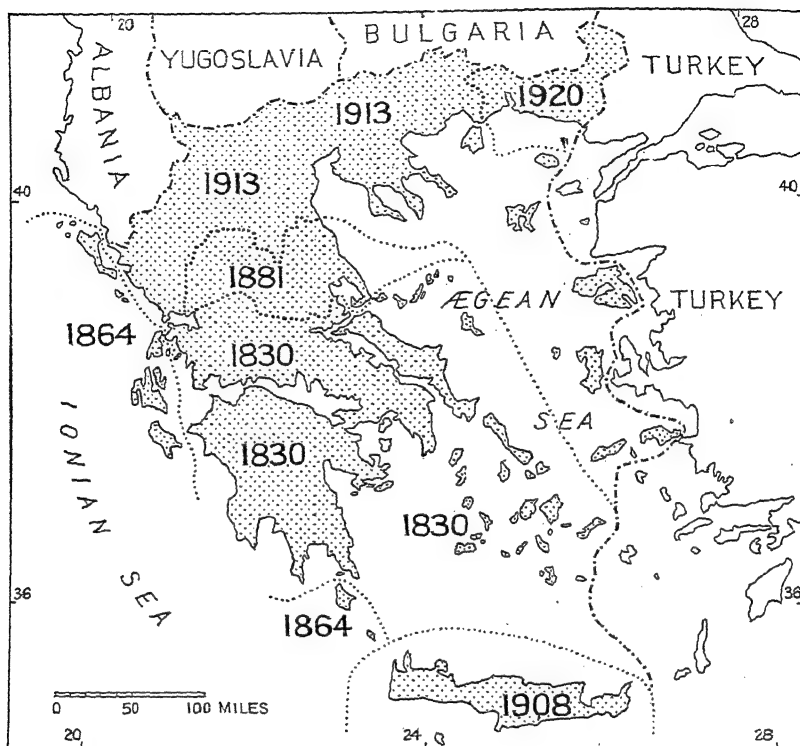 20
28
BULGARIA
YUGOSLAVIA
TURKEY
ALBANIA
1920
1913
1913
40
40
1881
ÆGEAN
TURKEY
1864
1830
SEA
1830
IONIAN SEA
1830
36
36
1864
1908
0 50 100 MILES
20
24
28